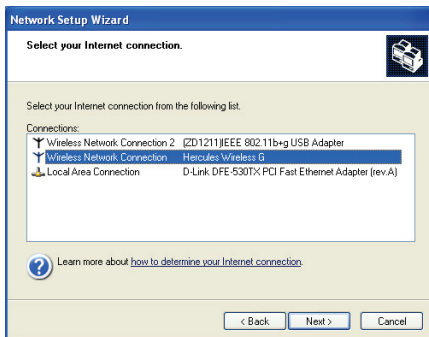 Network Setup Wizard
Select your Internet connection.
Select your Internet connection from the following list.
Connections:
Wireless Network Connection 2 (ZD1211)IEEE 802.11b+g USB Adapter
Wireless Network Connection Hercules Wireless G
Local Area Connection D-Link DFE-530TX PCI Fast Ethernet Adapter (rev.A)
Learn more about how to determine your Internet connection.
< Back Next > Cancel